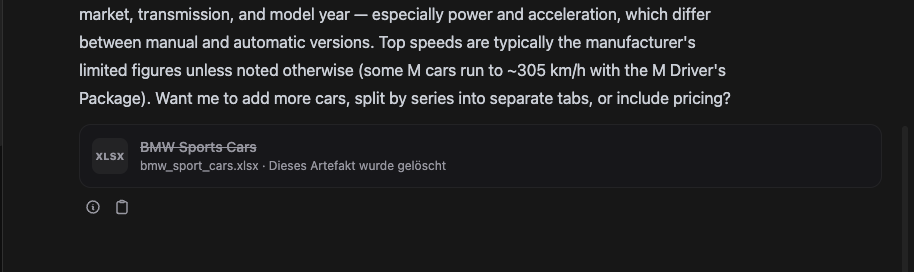 market, transmission, and model year — especially power and acceleration, which differ
between manual and automatic versions. Top speeds are typically the manufacturer's
limited figures unless noted otherwise (some M cars run to ~305 km/h with the M Driver's
Package). Want me to add more cars, split by series into separate tabs, or include pricing?
XLSX
BMW Sports Cars
bmw_sport_cars.xlsx · Dieses Artefakt wurde gelöscht